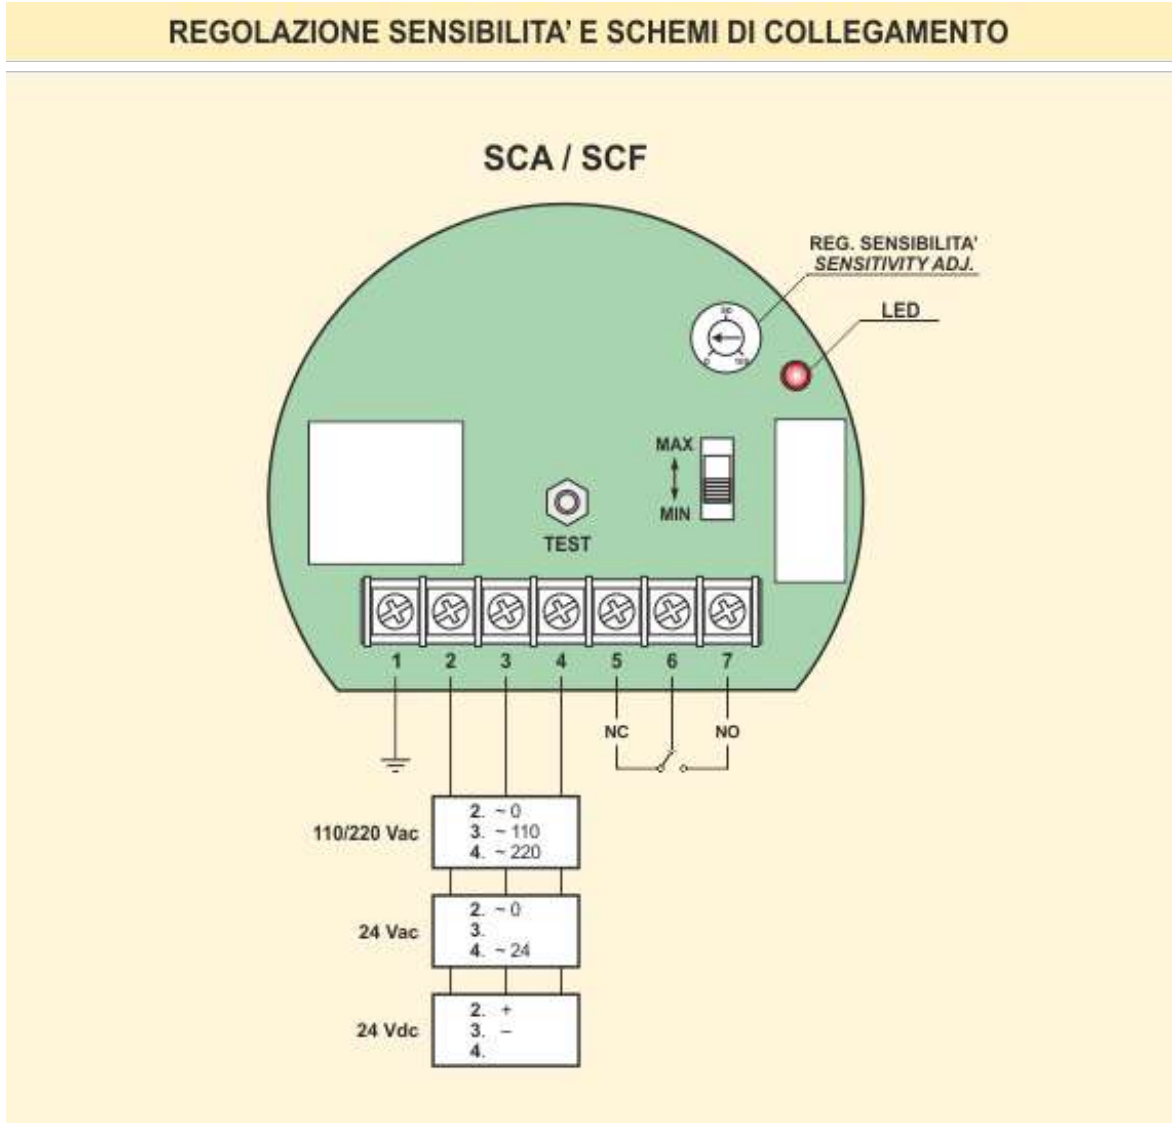 REGOLAZIONE SENSIBILITA' E SCHEMI DI COLLEGAMENTO
SCA / SCF
REG. SENSIBILITA'
SENSITIVITY ADJ.
LED
MAX
MIN
TEST
1 2 3 4 5 6 7
NC NO
110/220 Vac
2. ~ 0
3. ~ 110
4. ~ 220
24 Vac
2. ~ 0
3.
4. ~ 24
24 Vdc
2. +
3. –
4.